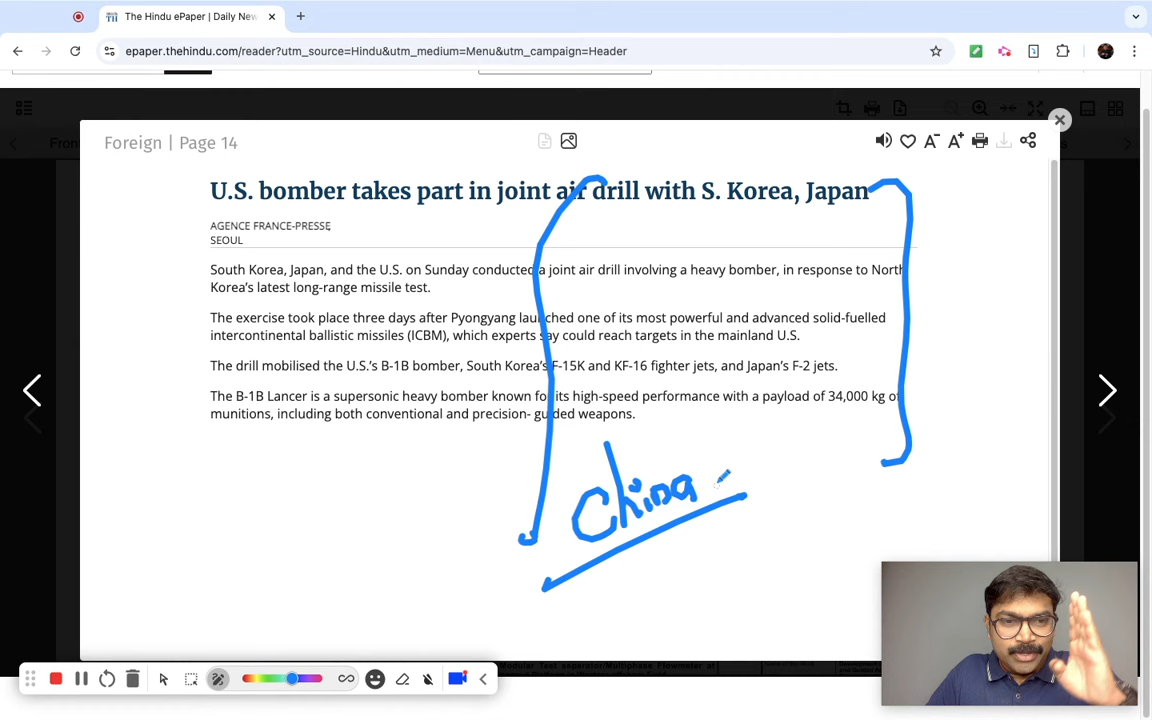 The Hindu ePaper | Daily New
epaper.thehindu.com/reader?utm_source=Hindu&utm_medium=Menu&utm_campaign=Header
Foreign | Page 14
A- A+
U.S. bomber takes part in joint air drill with S. Korea, Japan
AGENCE FRANCE-PRESSE,
SEOUL
South Korea, Japan, and the U.S. on Sunday conducted a joint air drill involving a heavy bomber, in response to North
Korea's latest long-range missile test.
The exercise took place three days after Pyongyang launched one of its most powerful and advanced solid-fuelled
intercontinental ballistic missiles (ICBM), which experts say could reach targets in the mainland U.S.
The drill mobilised the U.S.'s B-1B bomber, South Korea's F-15K and KF-16 fighter jets, and Japan's F-2 jets.
The B-1B Lancer is a supersonic heavy bomber known for its high-speed performance with a payload of 34,000 kg of
munitions, including both conventional and precision- guided weapons.
China
Modular Test separator/Multiphase Flowmeter at